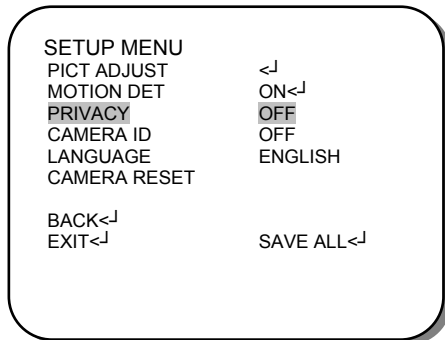 SETUP MENU
PICT ADJUST <┘
MOTION DET ON<┘
PRIVACY OFF
CAMERA ID OFF
LANGUAGE ENGLISH
CAMERA RESET
BACK<┘
EXIT<┘ SAVE ALL<┘